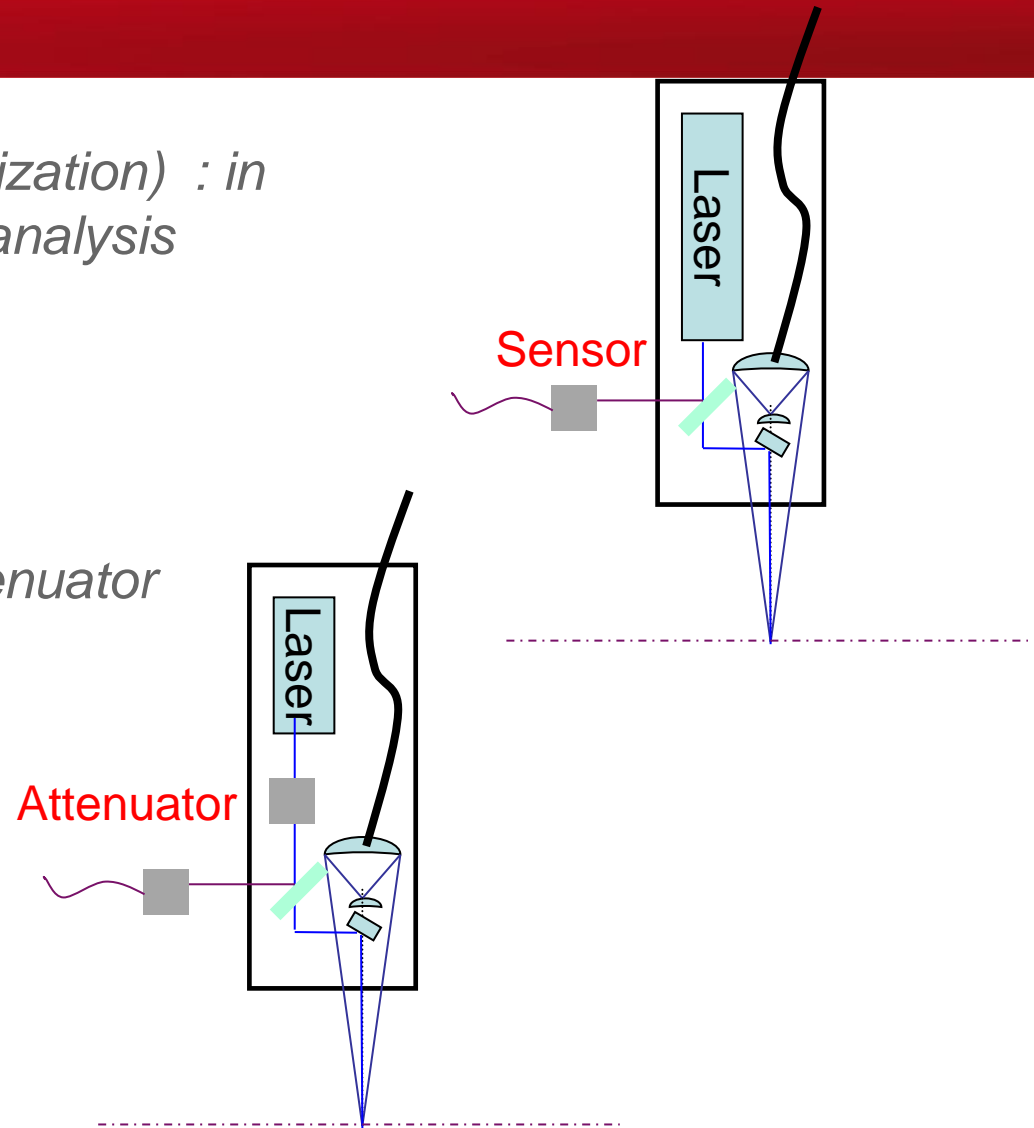 ization) : in
analysis
Laser
Sensor
enuator
Laser
Attenuator